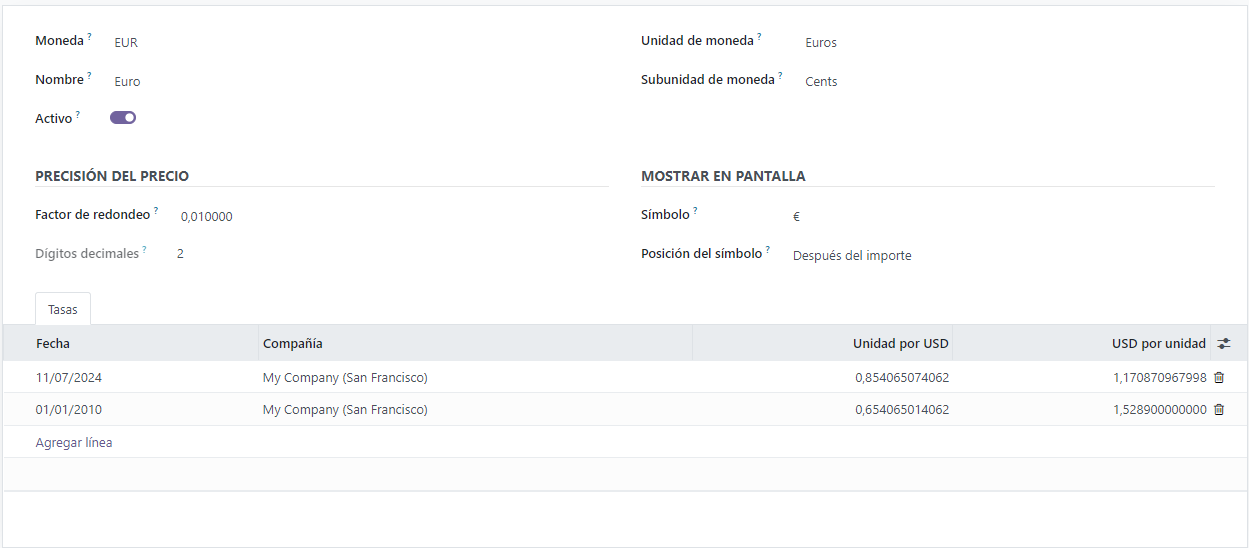 Moneda ? EUR
Unidad de moneda ? Euros
Nombre ? Euro
Subunidad de moneda ? Cents
Activo ?
PRECISIÓN DEL PRECIO
MOSTRAR EN PANTALLA
Factor de redondeo ? 0,010000
Símbolo ? €
Dígitos decimales ? 2
Posición del símbolo ? Después del importe
Tasas
Fecha Compañía Unidad por USD USD por unidad
11/07/2024 My Company (San Francisco) 0,854065074062 1,170870967998
01/01/2010 My Company (San Francisco) 0,654065014062 1,528900000000
Agregar línea